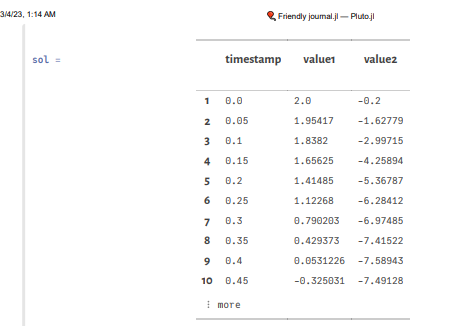 3/4/23, 1:14 AM
Friendly journal.jl — Pluto.jl
sol =
timestamp value1 value2
1 0.0 2.0 -0.2
2 0.05 1.95417 -1.62779
3 0.1 1.8382 -2.99715
4 0.15 1.65625 -4.25894
5 0.2 1.41485 -5.36787
6 0.25 1.12268 -6.28412
7 0.3 0.790203 -6.97485
8 0.35 0.429373 -7.41522
9 0.4 0.0531226 -7.58943
10 0.45 -0.325031 -7.49128
⋮ more